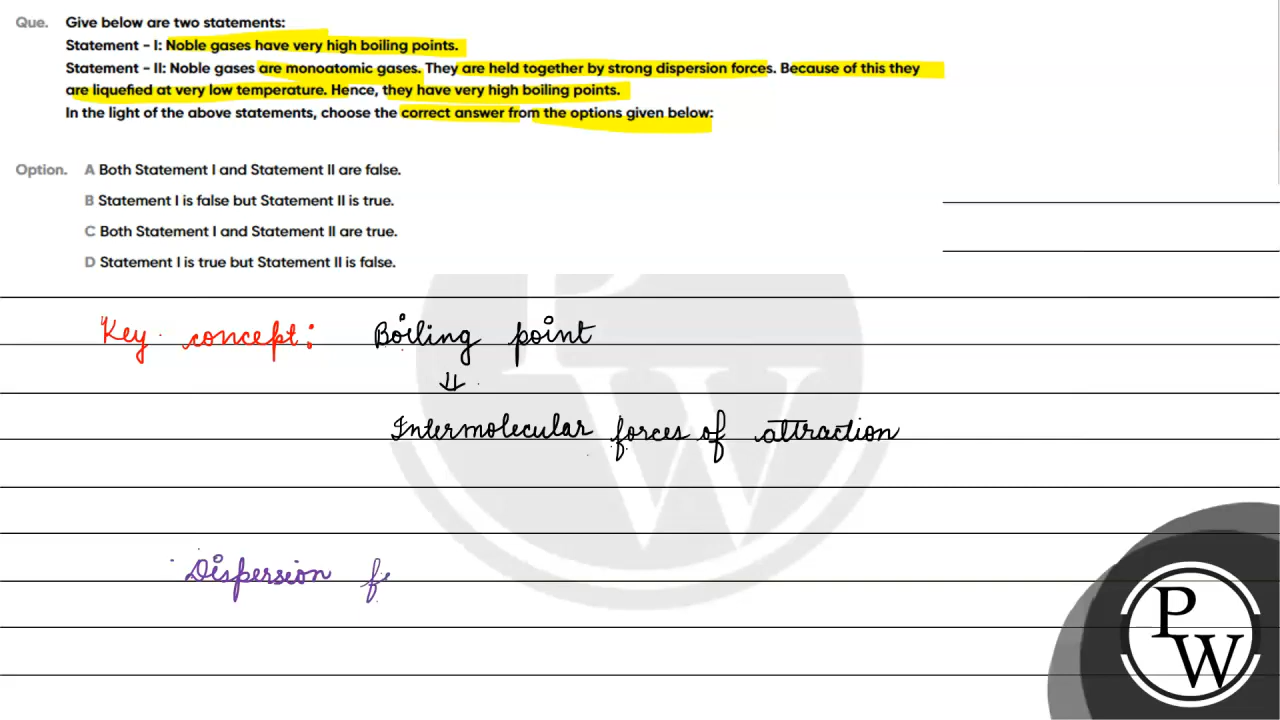 Que. Give below are two statements:
Statement - I: Noble gases have very high boiling points.
Statement - II: Noble gases are monoatomic gases. They are held together by strong dispersion forces. Because of this they
are liquefied at very low temperature. Hence, they have very high boiling points.
In the light of the above statements, choose the correct answer from the options given below:
Option. A Both Statement I and Statement II are false.
B Statement I is false but Statement II is true.
C Both Statement I and Statement II are true.
D Statement I is true but Statement II is false.
Key concept: Boiling point
⇓
Intermolecular forces of attraction
Dispersion f
P
W